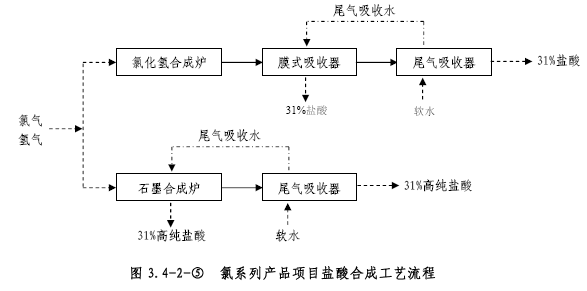 尾气吸收水
氯化氢合成炉
膜式吸收器
尾气吸收器
31%盐酸
31%盐酸
软水
氯气
氢气
尾气吸收水
石墨合成炉
尾气吸收器
31%高纯盐酸
31%高纯盐酸
软水
图 3.4-2-⑤ 氯系列产品项目盐酸合成工艺流程